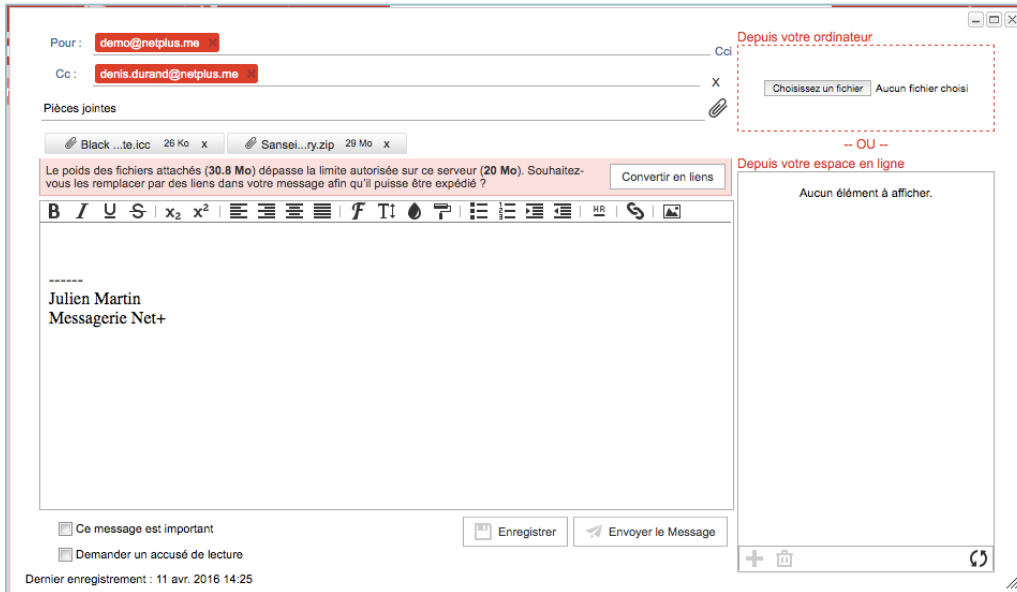 Pour : demo@netplus.me x
Cci
Cc : denis.durand@netplus.me x
X
Pièces jointes
Black ...te.icc 26 Ko x
Sansei...ry.zip 29 Mo x
Le poids des fichiers attachés (30.8 Mo) dépasse la limite autorisée sur ce serveur (20 Mo). Souhaitez-
vous les remplacer par des liens dans votre message afin qu'il puisse être expédié ?
Convertir en liens
B I U S x₂ x² F T HR
------
Julien Martin
Messagerie Net+
Ce message est important
Demander un accusé de lecture
Enregistrer
Envoyer le Message
Dernier enregistrement : 11 avr. 2016 14:25
Depuis votre ordinateur
Choisissez un fichier Aucun fichier choisi
-- OU --
Depuis votre espace en ligne
Aucun élément à afficher.